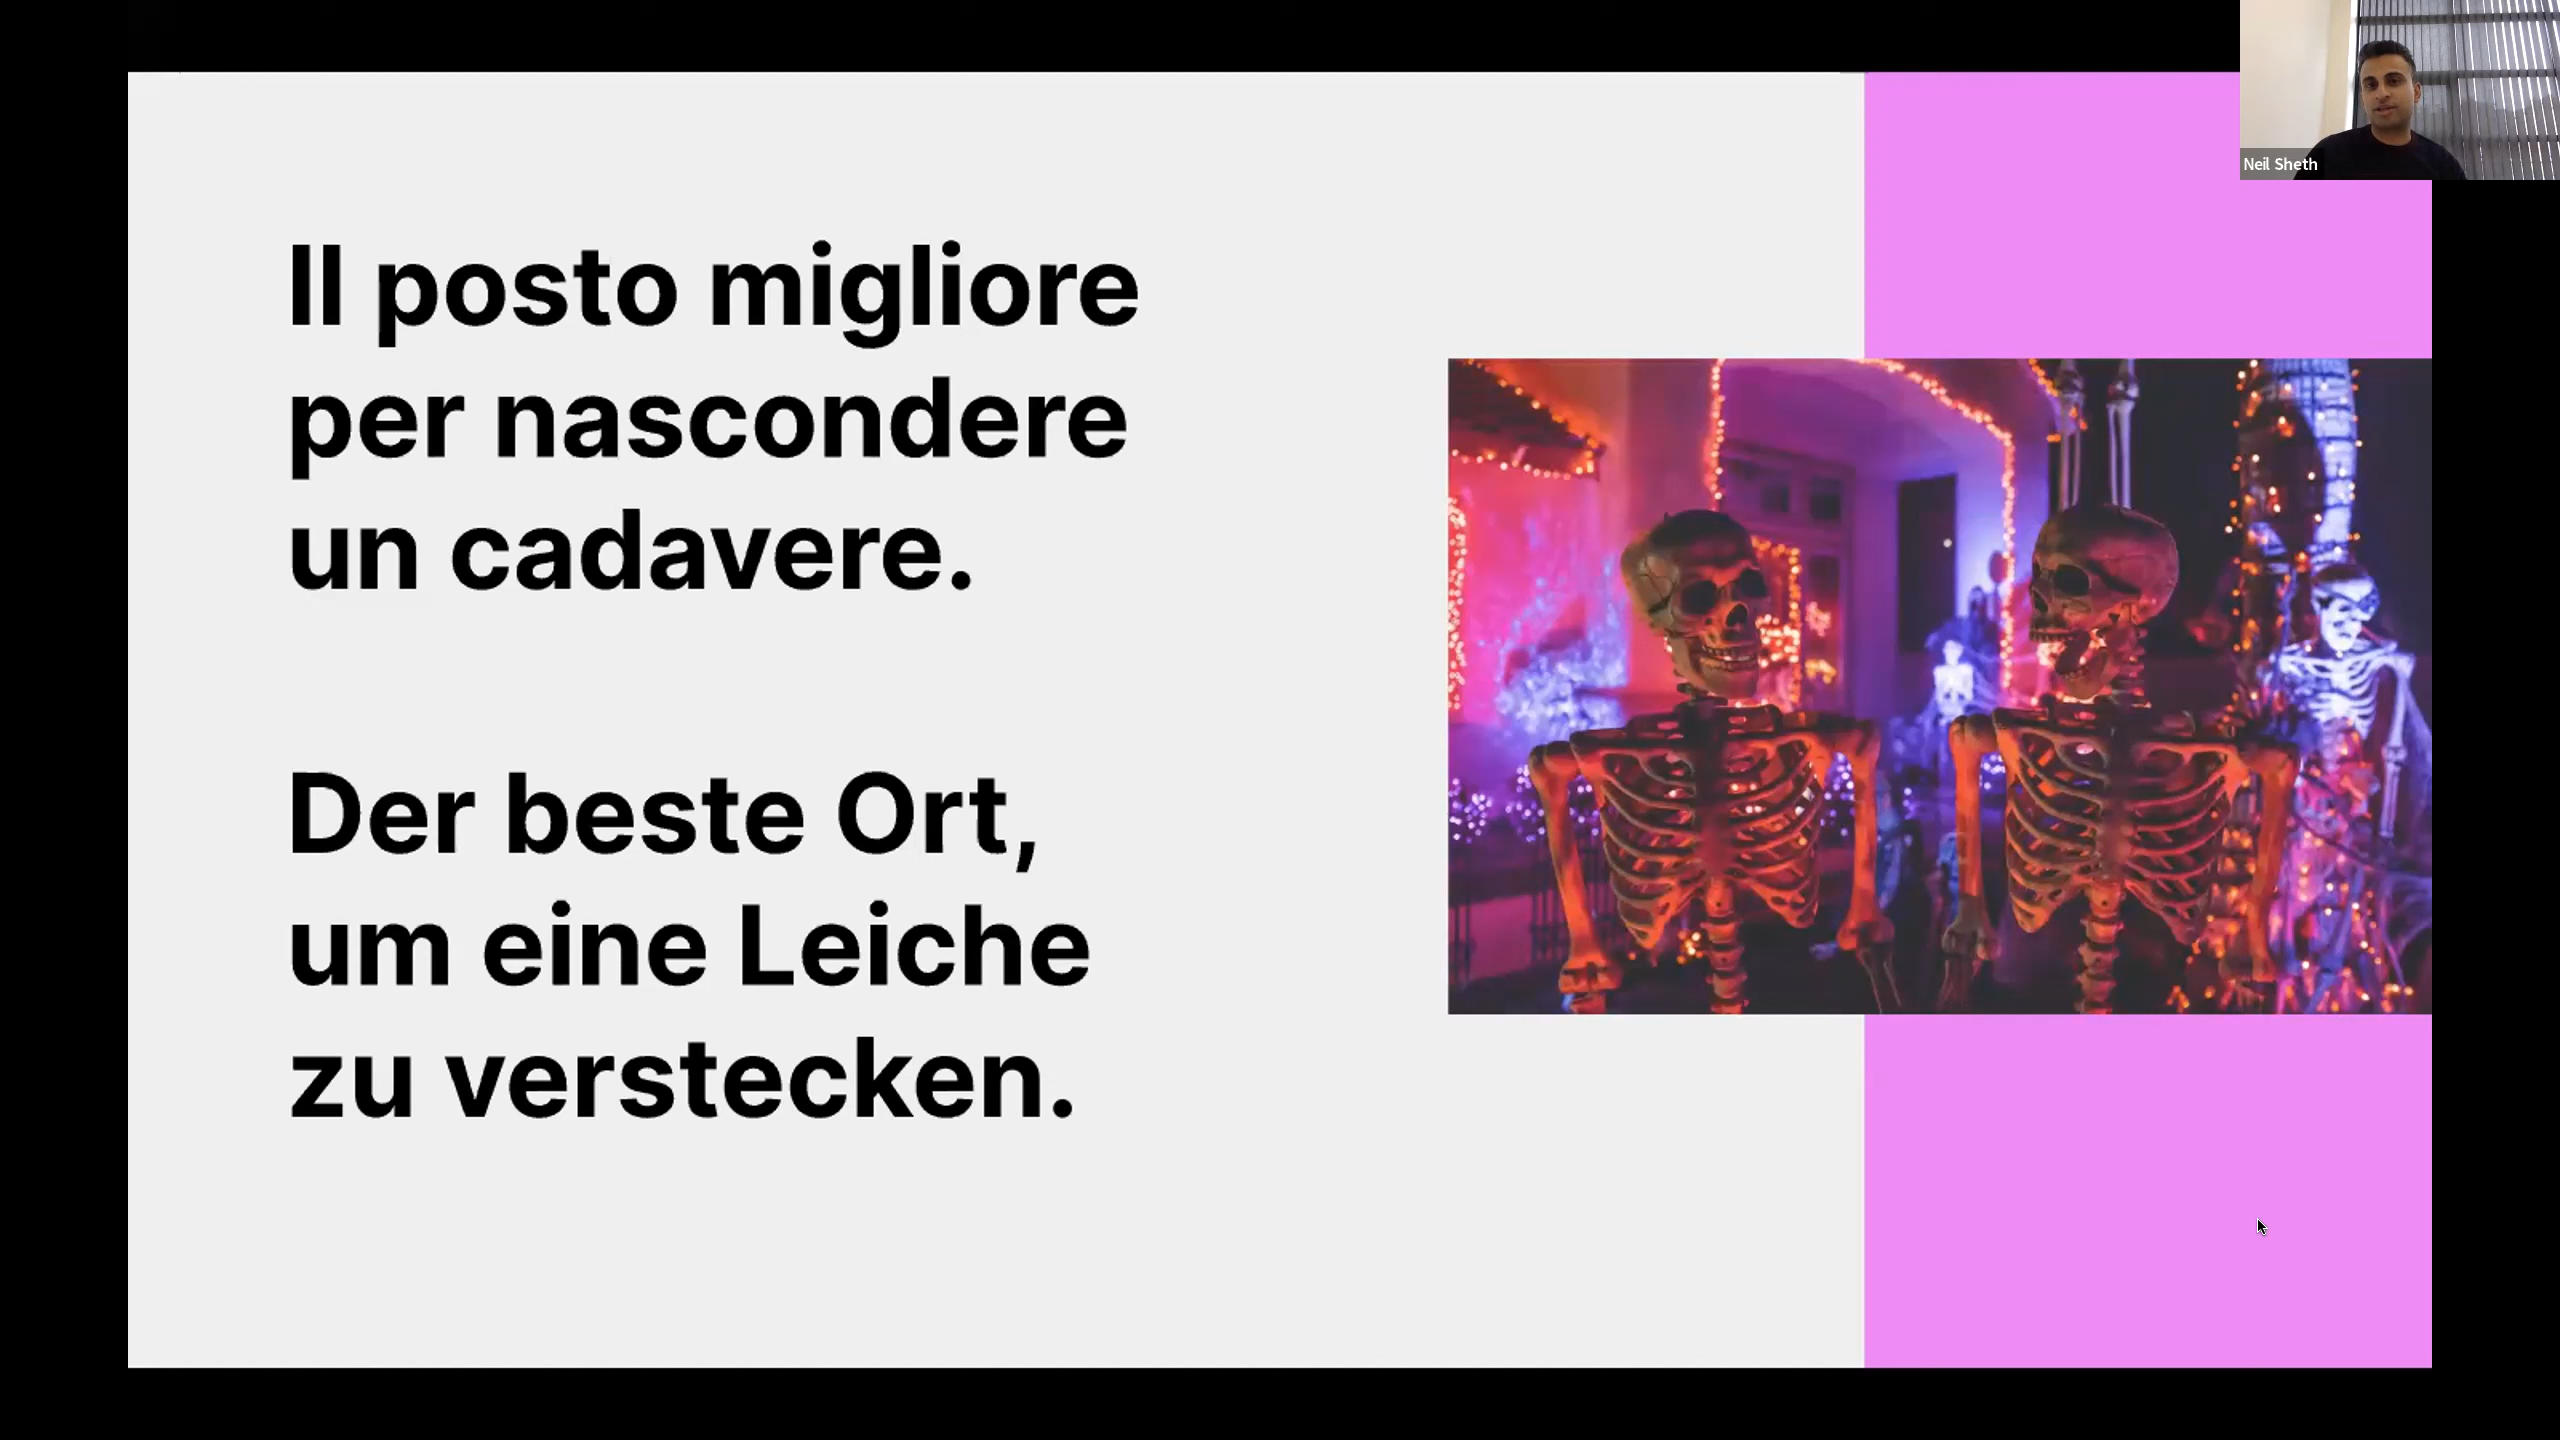 Il posto migliore
per nascondere
un cadavere.
Der beste Ort,
um eine Leiche
zu verstecken.
Neil Sheth